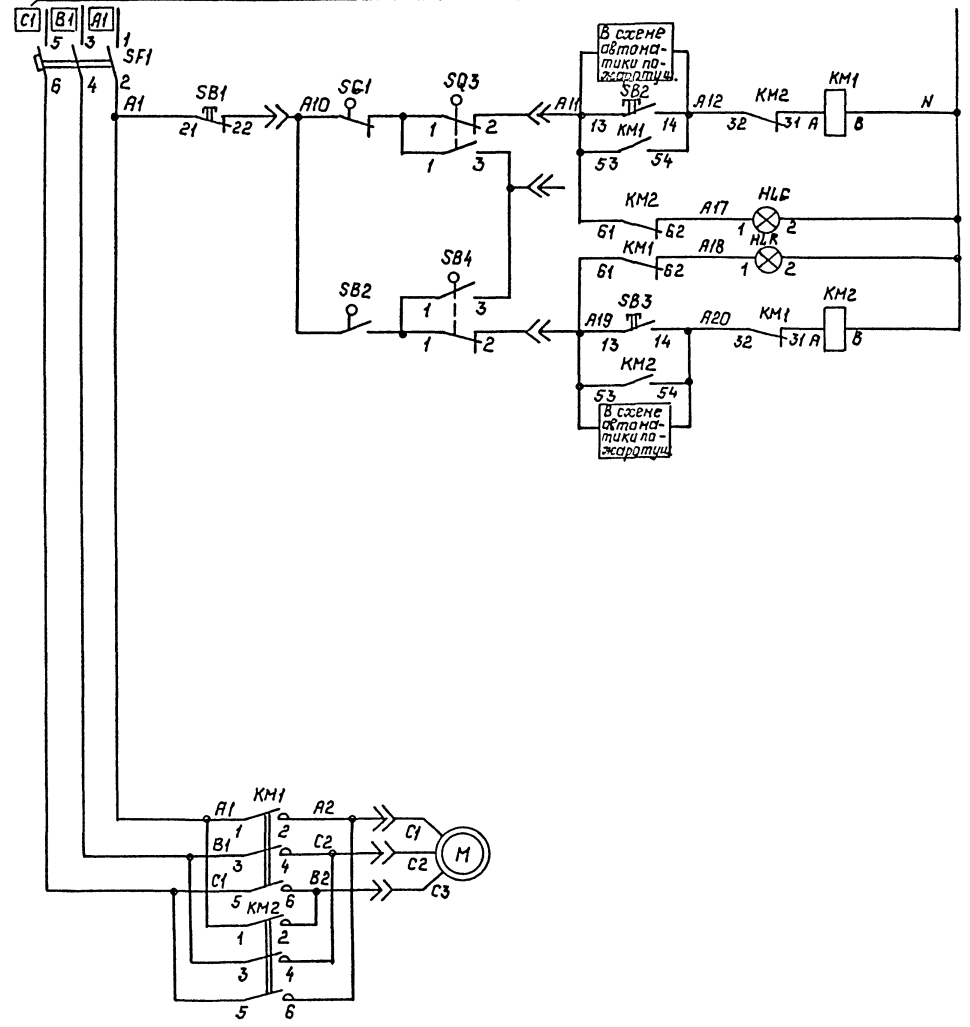 C1 B1 A1
5 3 1
SF1
6 4 2
A1 SB1 A10 SG1 SQ3 A11
21 22 1 2
1 3
В схеме
автома-
тики по-
жаротуш.
SB2 A12 KM2 KM1 N
13 14 32 31 A B
KM1
53 54
KM2 A17 HLG
61 62 1 2
KM1 A18 HLR
61 62 1 2
SB4
1 3
SB2 1 2
A19 SB3 A20 KM1 KM2
13 14 32 31 A B
KM2
53 54
В схеме
автома-
тики по-
жаротуш
A1 KM1 A2
1 2 C1
B1 C2 M
3 4 C2
C1 B2
5 6 C3
KM2
1 2
3 4
5 6